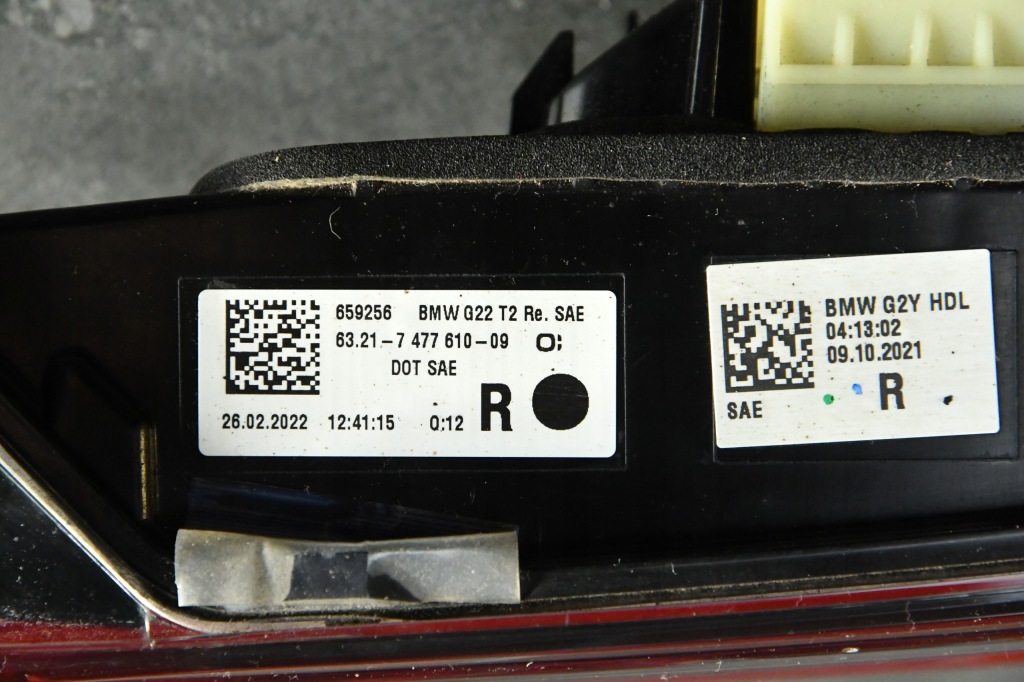 659256 BMW G22 T2 Re. SAE
63.21-7 477 610-09 O:
DOT SAE
26.02.2022 12:41:15 0:12 R
BMW G2Y HDL
04:13:02
09.10.2021
SAE R